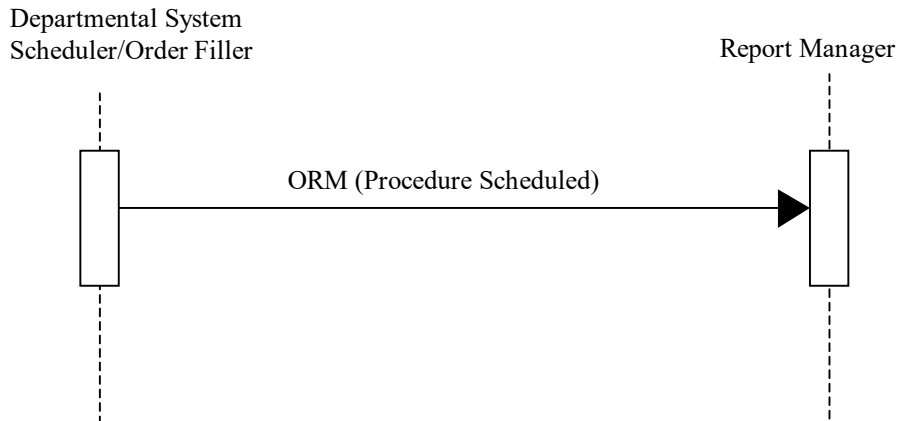 Departmental System
Scheduler/Order Filler
Report Manager
ORM (Procedure Scheduled)